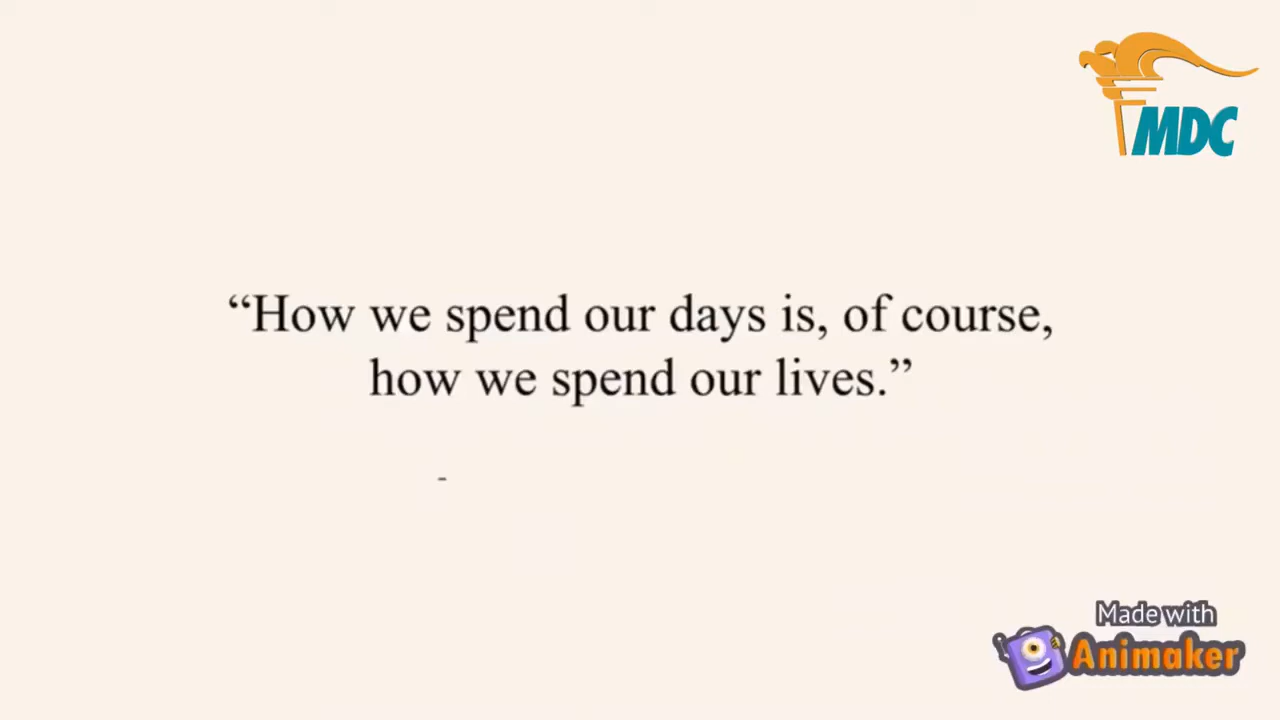 MDC
“How we spend our days is, of course,
how we spend our lives.”
-
Made with
Animaker